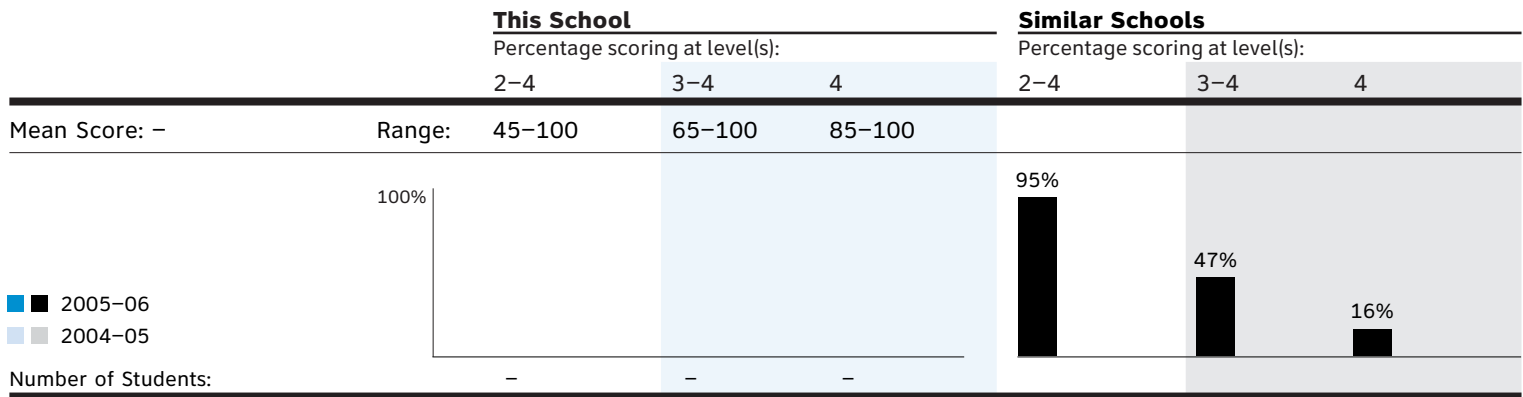 This School Similar Schools
Percentage scoring at level(s): Percentage scoring at level(s):
2–4 3–4 4 2–4 3–4 4
Mean Score: – Range: 45–100 65–100 85–100
95%
100%
47%
2005–06 16%
2004–05
Number of Students: – – –